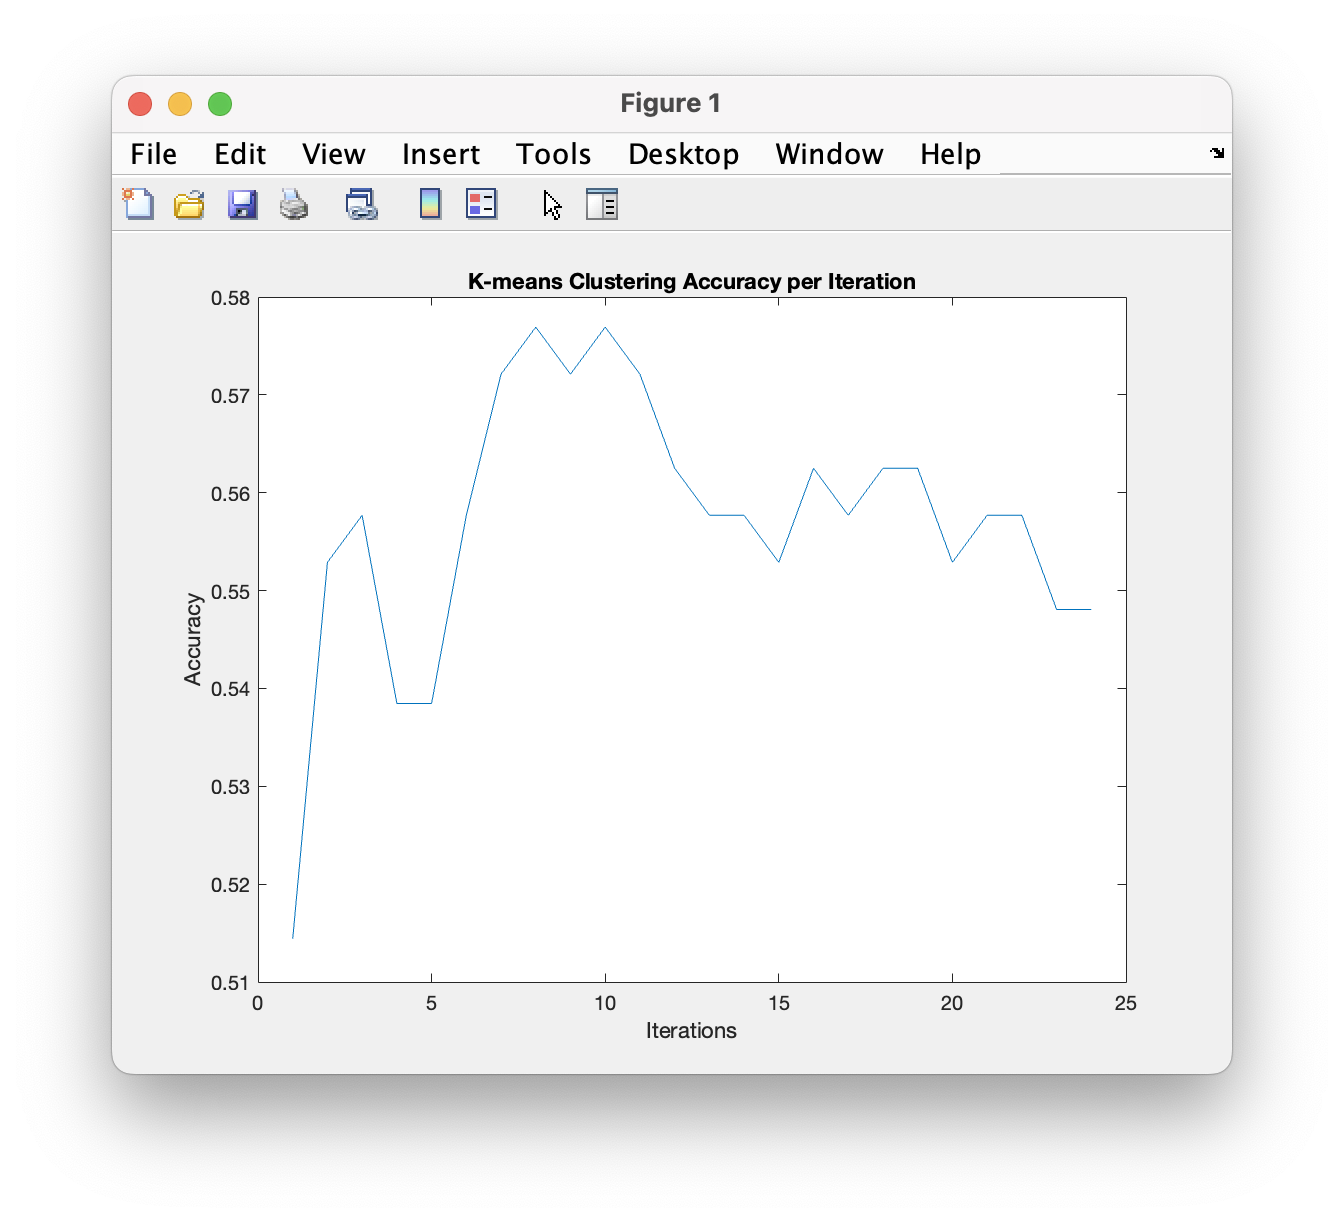 Figure 1
File Edit View Insert Tools Desktop Window Help
K-means Clustering Accuracy per Iteration
0.58
0.57
0.56
0.55
0.54
0.53
0.52
0.51
Accuracy
0 5 10 15 20 25
Iterations